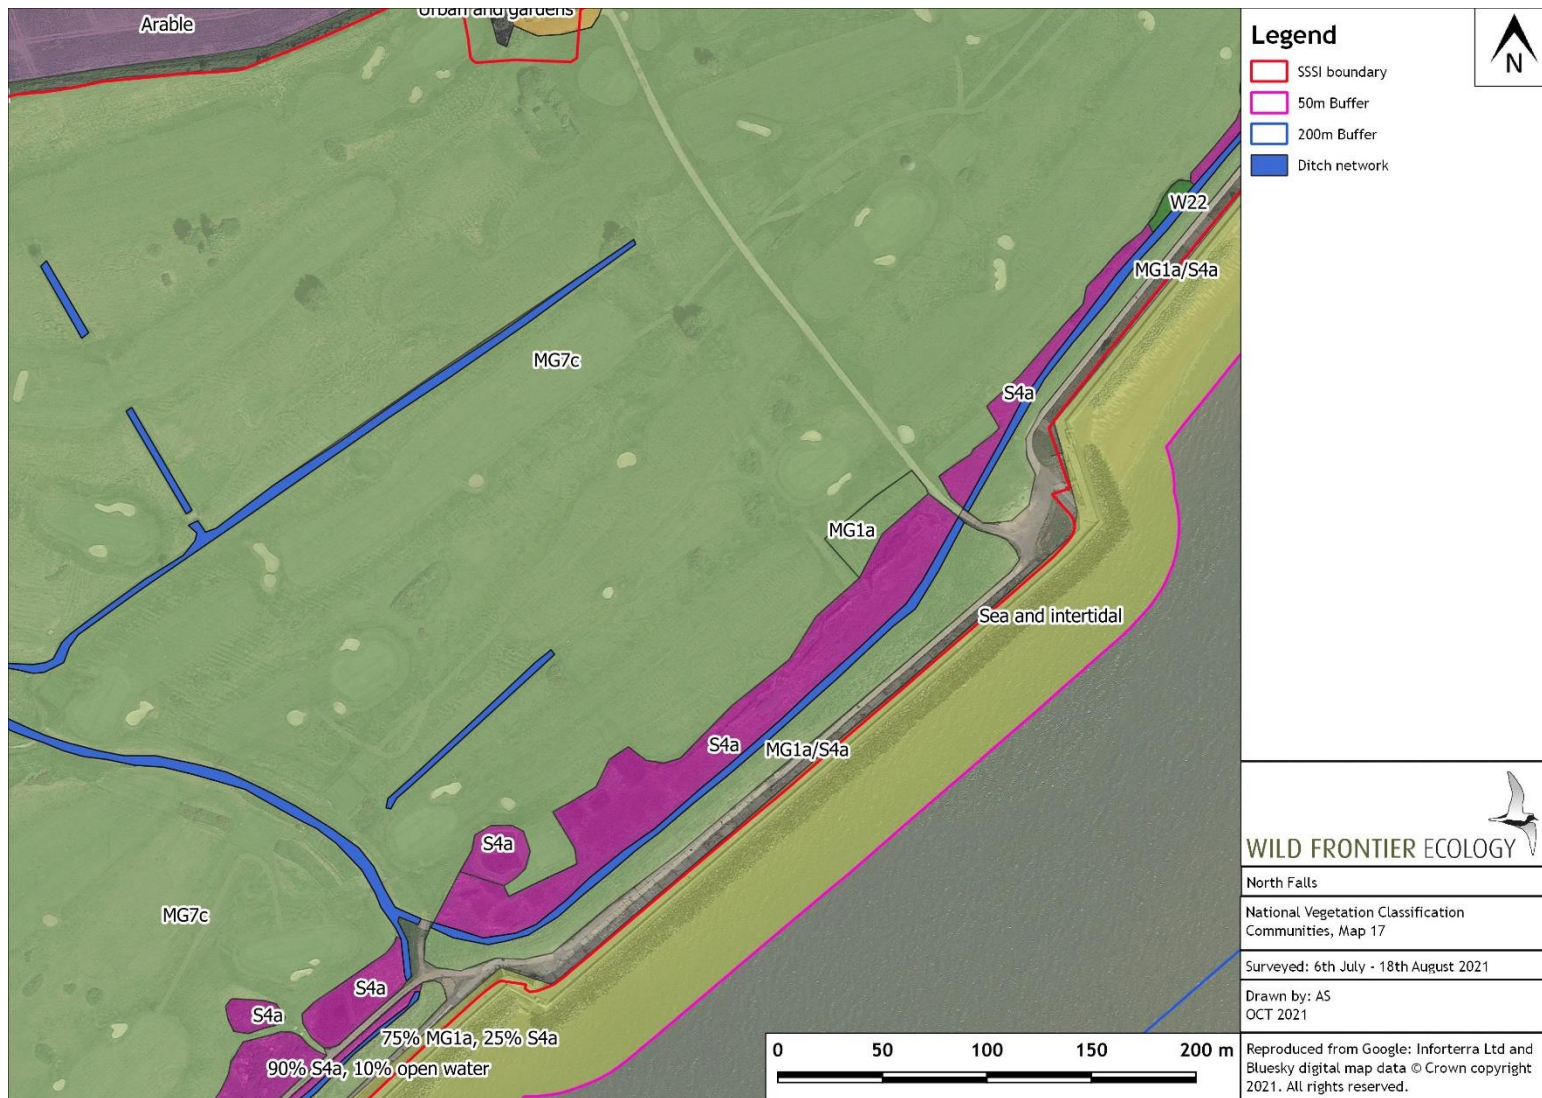 Urban and gardens
Arable
W22
MG1a/S4a
MG7c
S4a
MG1a
Sea and intertidal
S4a
MG1a/S4a
S4a
MG7c
S4a
S4a
75% MG1a, 25% S4a
90% S4a, 10% open water
0 50 100 150 200 m
Legend
SSSI boundary
50m Buffer
200m Buffer
Ditch network
N
WILD FRONTIER ECOLOGY
North Falls
National Vegetation Classification
Communities, Map 17
Surveyed: 6th July - 18th August 2021
Drawn by: AS
OCT 2021
Reproduced from Google: Inforterra Ltd and
Bluesky digital map data © Crown copyright
2021. All rights reserved.